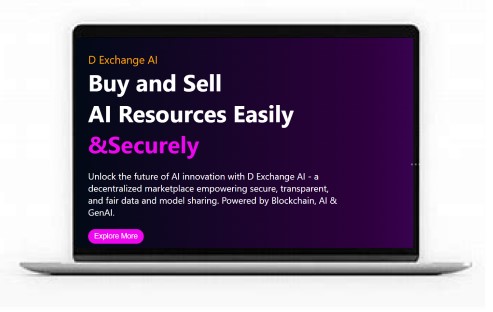 D Exchange AI
Buy and Sell
AI Resources Easily
&Securely
Unlock the future of AI innovation with D Exchange AI - a
decentralized marketplace empowering secure, transparent,
and fair data and model sharing. Powered by Blockchain, AI &
GenAI.
Explore More